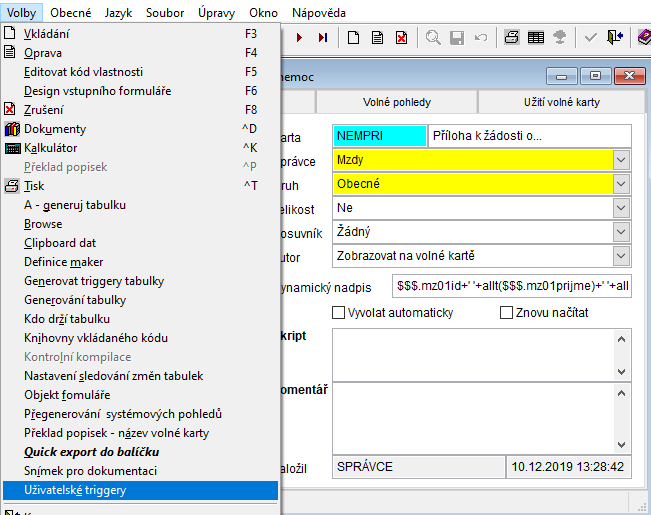 Volby Obecné Jazyk Soubor Úpravy Okno Nápověda
Vkládání F3
Oprava F4
Editovat kód vlastnosti F5
Design vstupního formuláře F6
Zrušení F8
Dokumenty ^D
Kalkulátor ^K
Překlad popisek ^P
Tisk ^T
A - generuj tabulku
Browse
Clipboard dat
Definice maker
Generovat triggery tabulky
Generování tabulky
Kdo drží tabulku
Knihovny vkládaného kódu
Kontrolní kompilace
Nastavení sledování změn tabulek
Objekt fomuláře
Přegenerování systémových pohledů
Překlad popisek - název volné karty
Quick export do balíčku
Snímek pro dokumentaci
Uživatelské triggery
nemoc
Volné pohledy Užití volné karty
arta NEMPRI Příloha k žádosti o...
právce Mzdy
ruh Obecné
elikost Ne
osuvník Žádný
utor Zobrazovat na volné kartě
ynamický nadpis $$$.mz01id+' '+allt($$$.mz01prijme)+' '+all
Vyvolat automaticky Znovu načítat
kript
omentář
aložil SPRÁVCE 10.12.2019 13:28:42